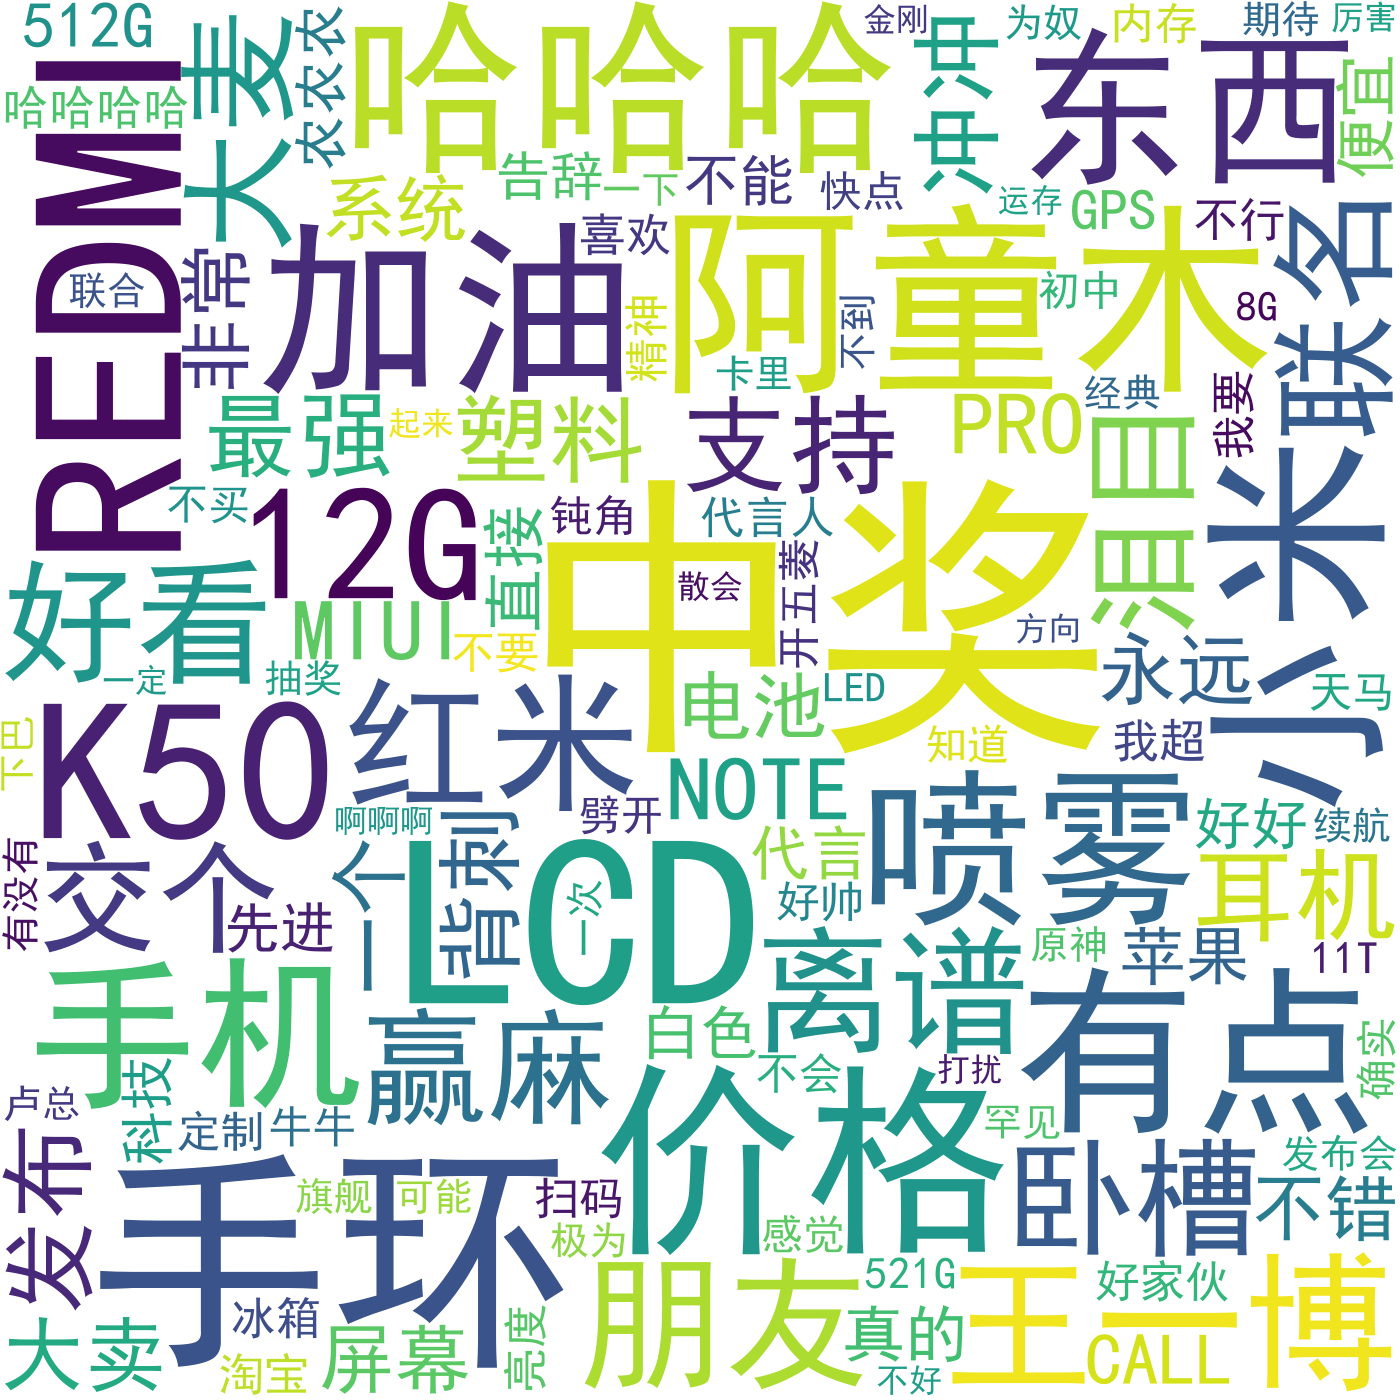 512G
哈哈哈哈
大麦
农农农
哈哈哈
金刚
冲冲
为奴
内存
期待
厉害
东西
便宜
REDMI
系统
告辞
一下
不能
快点
运存
GPS
不行
联合
非常
加油
喜欢
精神
阿童木
不到
初中
8G
小米联名
卡里
经典
我要
最强
起来
塑料
支持
PRO
泪目
不买
12G
直接
钝角
代言人
开五菱
中奖
散会
好看
MIUI
不要
方向
永远
一定
抽奖
电池
LED
天马
下巴
K50
红米
知道
我超
NOTE
喷雾
啊啊啊
劈开
代言
好好
续航
有没有
交个
一个
背刺
LCD
一次
好帅
耳机
先进
离谱
原神
苹果
11T
手机
赢麻
白色
有点
确实
科技
不会
打扰
卢总
定制
牛牛
价格
罕见
发布
手环
卧槽
发布会
旗舰
可能
扫码
不错
极为
感觉
朋友
521G
王一博
好家伙
大卖
冰箱
屏幕
亮度
真的
CALL
淘宝
不好